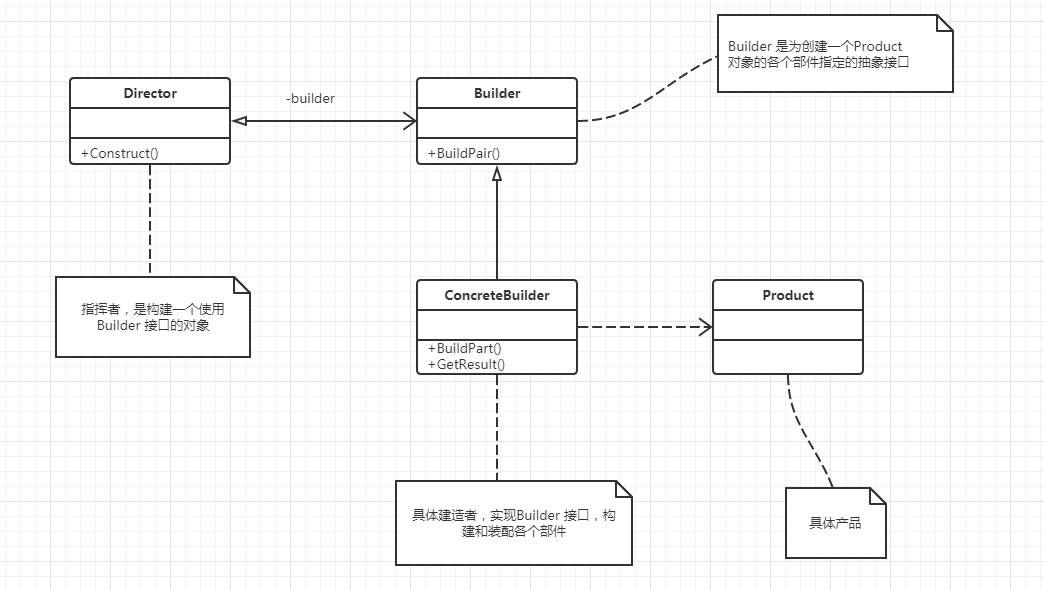 Builder 是为创建一个Product
对象的各个部件指定的抽象接口
Director
-builder
Builder
+Construct()
+BuildPair()
指挥者，是构建一个使用
Builder 接口的对象
ConcreteBuilder
Product
+BuildPart()
+GetResult()
具体建造者，实现Builder 接口，构
建和装配各个部件
具体产品